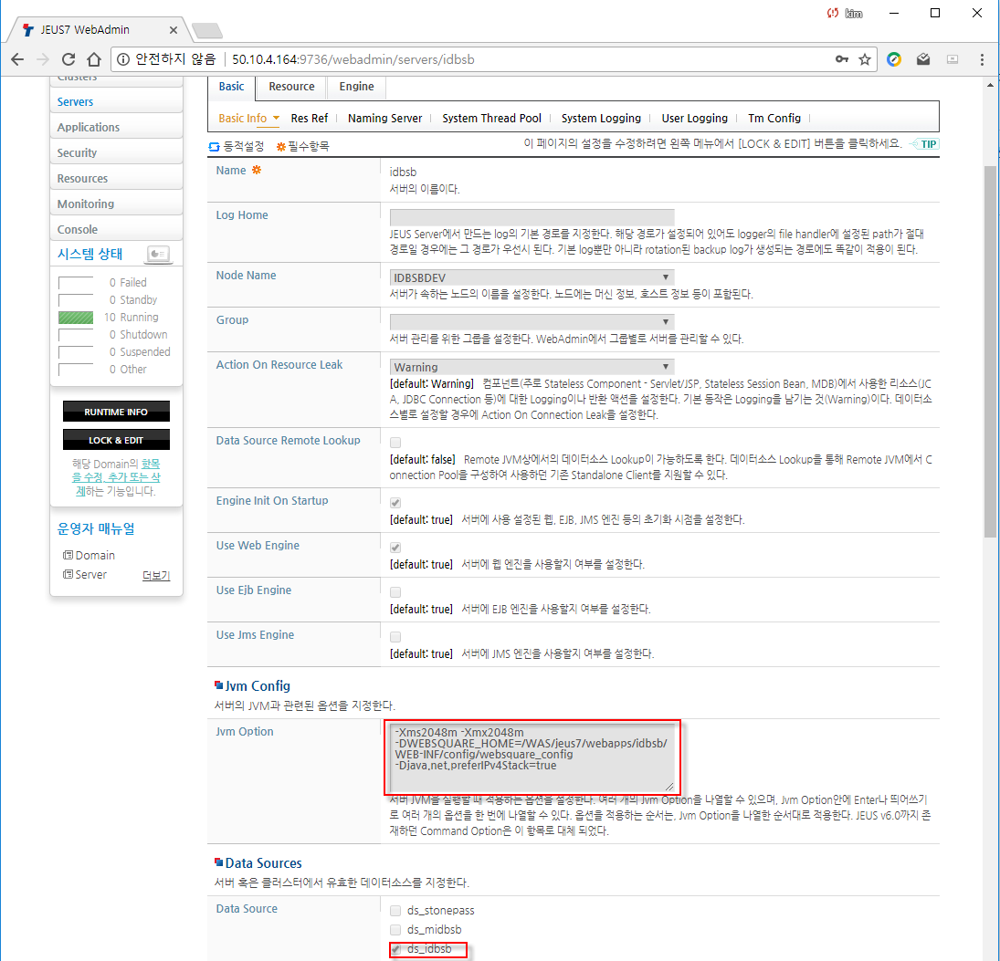 JEUS7 WebAdmin
kim
안전하지 않음 50.10.4.164:9736/webadmin/servers/idbsb
Clusters
Servers
Applications
Security
Resources
Monitoring
Console
시스템 상태
0 Failed
0 Standby
10 Running
0 Shutdown
0 Suspended
0 Other
RUNTIME INFO
LOCK & EDIT
해당 Domain의 항목
을 수정, 추가 또는 삭
제하는 기능입니다.
운영자 매뉴얼
Domain
Server 더보기
Basic Resource Engine
Basic Info Res Ref Naming Server System Thread Pool System Logging User Logging Tm Config
동적설정 필수항목 이 페이지의 설정을 수정하려면 왼쪽 메뉴에서 [LOCK & EDIT] 버튼을 클릭하세요. TIP
Name idbsb
서버의 이름이다.
Log Home
JEUS Server에서 만드는 log의 기본 경로를 지정한다. 해당 경로가 설정되어 있어도 logger의 file handler에 설정된 path가 절대
경로일 경우에는 그 경로가 우선시 된다. 기본 log뿐만 아니라 rotation된 backup log가 생성되는 경로에도 똑같이 적용이 된다.
Node Name IDBSBDEV
서버가 속하는 노드의 이름을 설정한다. 노드에는 머신 정보, 호스트 정보 등이 포함된다.
Group
서버 관리를 위한 그룹을 설정한다. WebAdmin에서 그룹별로 서버를 관리할 수 있다.
Action On Resource Leak Warning
[default: Warning] 컴포넌트(주로 Stateless Component - Servlet/JSP, Stateless Session Bean, MDB)에서 사용한 리소스(JC
A, JDBC Connection 등)에 대한 Logging이나 반환 액션을 설정한다. 기본 동작은 Logging을 남기는 것(Warning)이다. 데이터소
스별로 설정할 경우에 Action On Connection Leak을 설정한다.
Data Source Remote Lookup
[default: false] Remote JVM상에서의 데이터소스 Lookup이 가능하도록 한다. 데이터소스 Lookup을 통해 Remote JVM에서 C
onnection Pool을 구성하여 사용하던 기존 Standalone Client를 지원할 수 있다.
Engine Init On Startup
[default: true] 서버에 사용 설정된 웹, EJB, JMS 엔진 등의 초기화 시점을 설정한다.
Use Web Engine
[default: true] 서버에 웹 엔진을 사용할지 여부를 설정한다.
Use Ejb Engine
[default: true] 서버에 EJB 엔진을 사용할지 여부를 설정한다.
Use Jms Engine
[default: true] 서버에 JMS 엔진을 사용할지 여부를 설정한다.
Jvm Config
서버의 JVM과 관련된 옵션을 지정한다.
Jvm Option -Xms2048m -Xmx2048m
-DWEBSQUARE_HOME=/WAS/jeus7/webapps/idbsb/
WEB-INF/config/websquare_config
-Djava.net.preferIPv4Stack=true
서버 JVM을 실행할 때 적용하는 옵션을 설정한다. 여러 개의 Jvm Option을 나열할 수 있으며, Jvm Option안에 Enter나 띄어쓰기
로 여러 개의 옵션을 한 번에 나열할 수 있다. 옵션을 적용하는 순서는, Jvm Option을 나열한 순서대로 적용한다. JEUS v6.0까지 존
재하던 Command Option은 이 항목로 대체 되었다.
Data Sources
서버 혹은 클러스터에서 유효한 데이터소스를 지정한다.
Data Source ds_stonepass
ds_midbsb
ds_idbsb